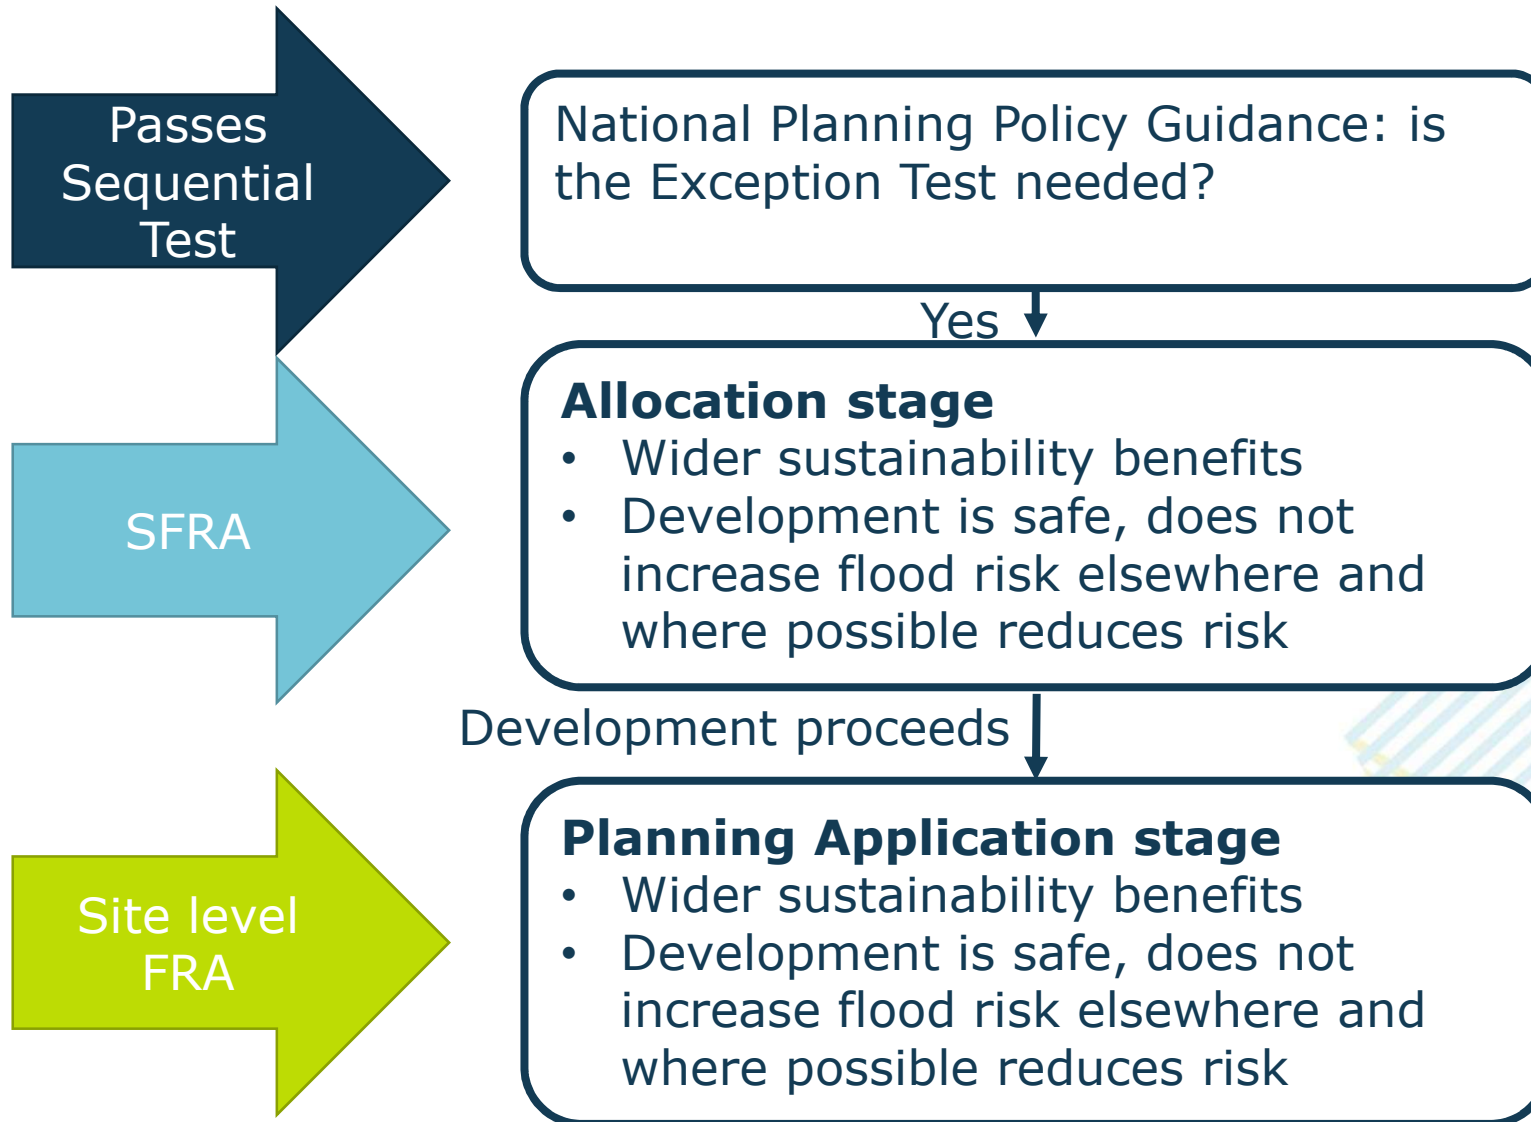 Passes
Sequential
Test
National Planning Policy Guidance: is
the Exception Test needed?
Yes
SFRA
Allocation stage
• Wider sustainability benefits
• Development is safe, does not
increase flood risk elsewhere and
where possible reduces risk
Development proceeds
Site level
FRA
Planning Application stage
• Wider sustainability benefits
• Development is safe, does not
increase flood risk elsewhere and
where possible reduces risk